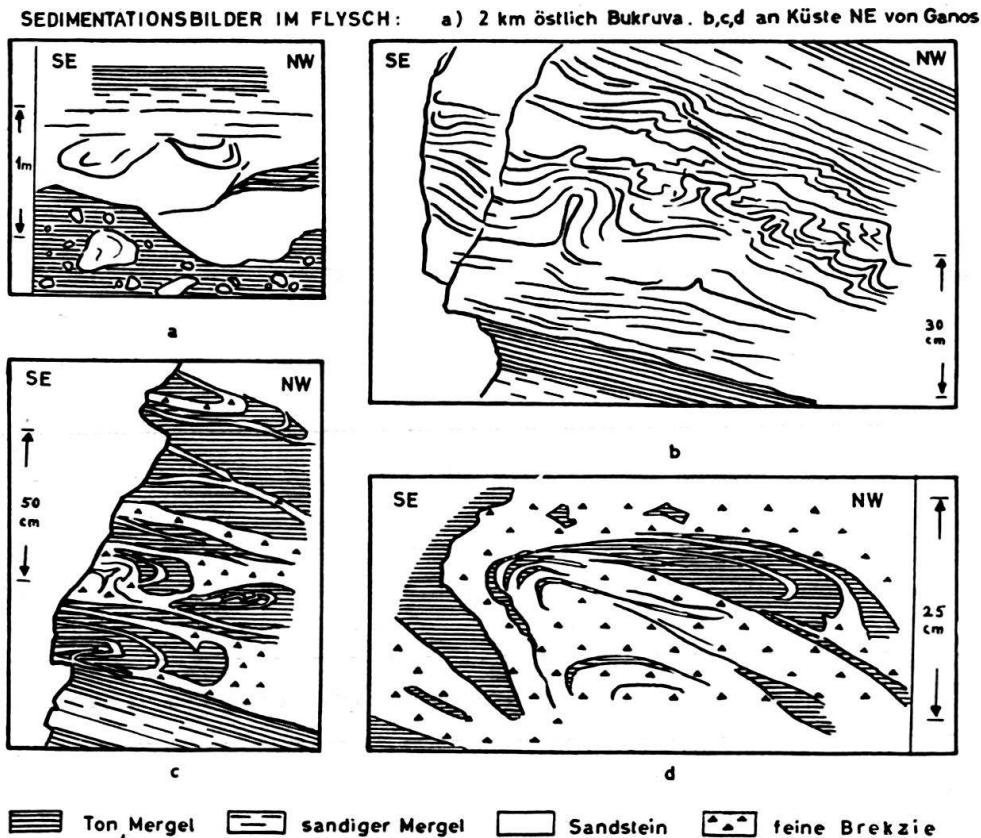 SEDIMENTATIONSBILDER IM FLYSCH: a) 2 km östlich Bukruva. b,c,d an Küste NE von Ganos
SE NW
1m
a
SE NW
30
cm
b
SE NW
50
cm
c
SE NW
25
cm
d
Ton, Mergel sandiger Mergel Sandstein feine Brekzie